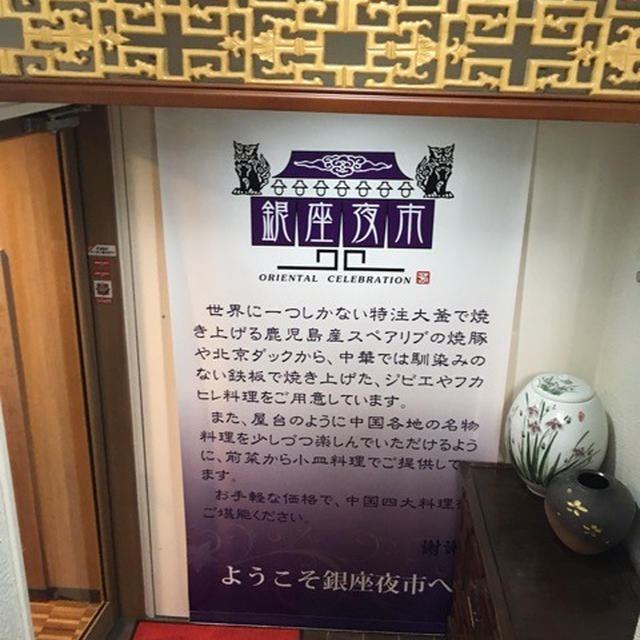 銀座夜市
ORIENTAL CELEBRATION
世界に一つしかない特注大釜で焼
き上げる鹿児島産スペアリブの焼豚
や北京ダックから、中華では馴染みの
ない鉄板で焼き上げた、ジビエやフカ
ヒレ料理をご用意しています。
また、屋台のように中国各地の名物
料理を少しづつ楽しんでいただけるよう
に、前菜から小皿料理でご提供して
ます。
お手軽な価格で、中国四大料理を
ご堪能ください。
謝謝
ようこそ銀座夜市へ